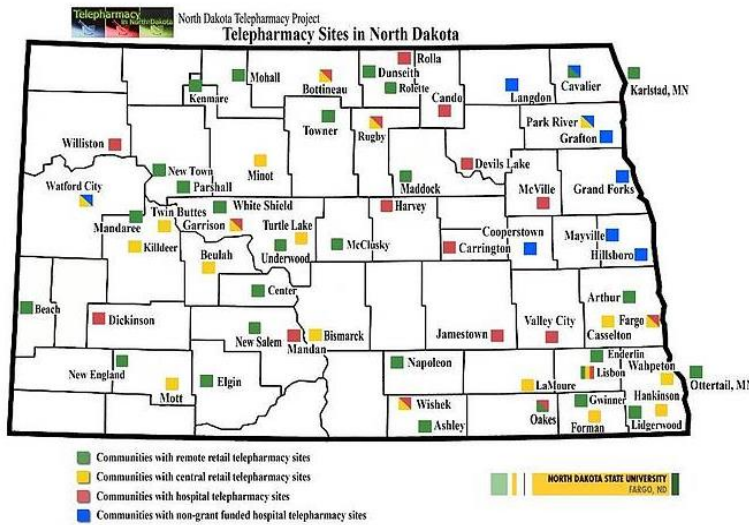 Telepharmacy
in North Dakota
North Dakota Telepharmacy Project
Telepharmacy Sites in North Dakota
Rolla
Mohall
Dunseith
Bottineau
Rolette
Kenmare
Cando
Langdon
Cavalier
Karlstad, MN
Towner
Rugby
Park River
Grafton
Williston
New Town
Minot
Devils Lake
Parshall
Maddock
McVille
Grand Forks
Watford City
Twin Buttes
White Shield
Harvey
Mandaree
Garrison
Turtle Lake
Cooperstown
Mayville
Killdeer
Underwood
McClusky
Carrington
Hillsboro
Beulah
Center
Arthur
Beach
Dickinson
New Salem
Mandan
Bismarck
Jamestown
Valley City
Fargo
Casselton
New England
Napoleon
Enderlin
Wahpeton
Lisbon
Mott
Elgin
LaMoure
Ottertail, MN
Hankinson
Wishek
Gwinner
Ashley
Oakes
Forman
Lidgerwood
Communities with remote retail telepharmacy sites
Communities with central retail telepharmacy sites
Communities with hospital telepharmacy sites
Communities with non-grant funded hospital telepharmacy sites
NORTH DAKOTA STATE UNIVERSITY
FARGO, ND